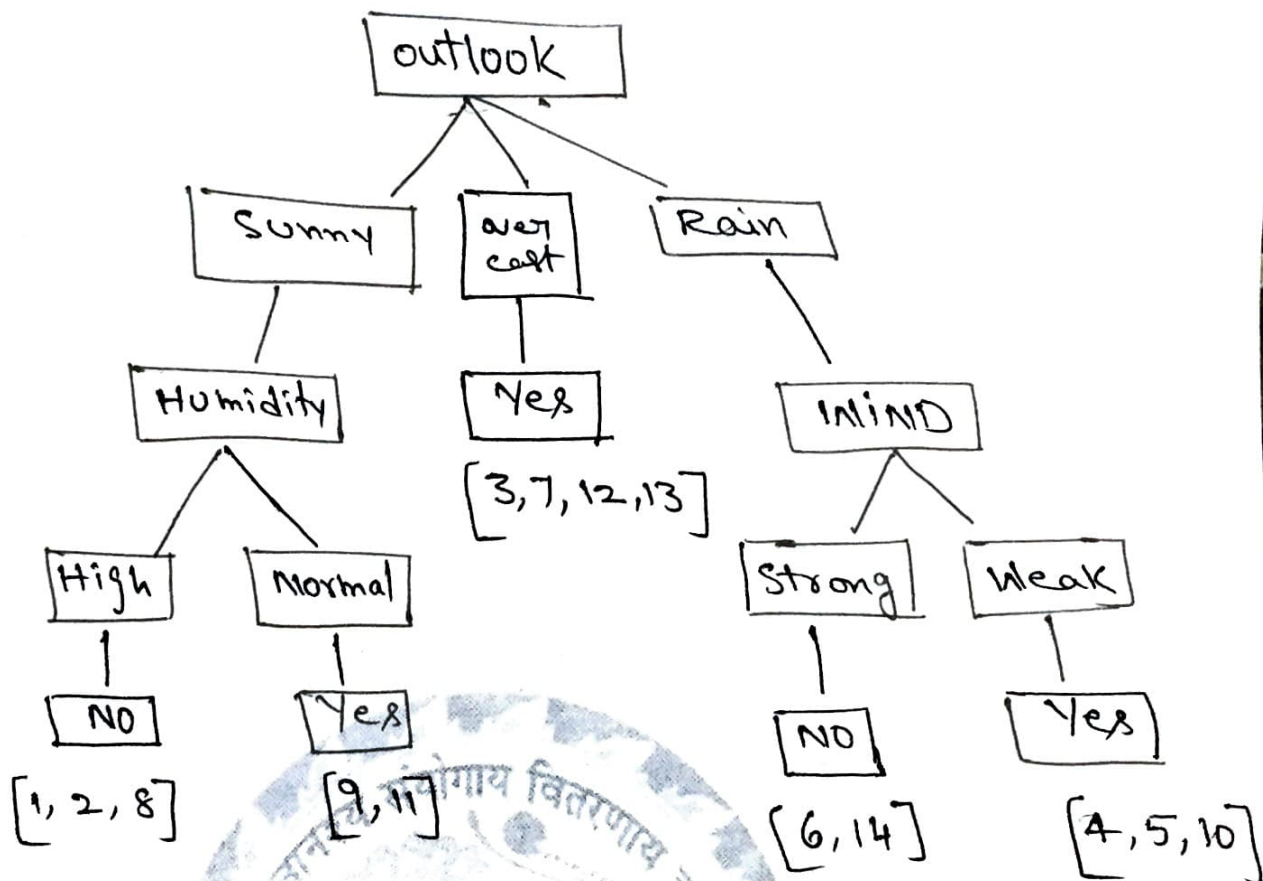 outlook
Sunny
over
cast
Rain
Humidity
Yes
WIND
[3,7,12,13]
High
Normal
Strong
Weak
NO
Yes
NO
Yes
[1, 2, 8]
[9, 11]
[6, 14]
[4, 5, 10]
संयोगाय वितरणाय